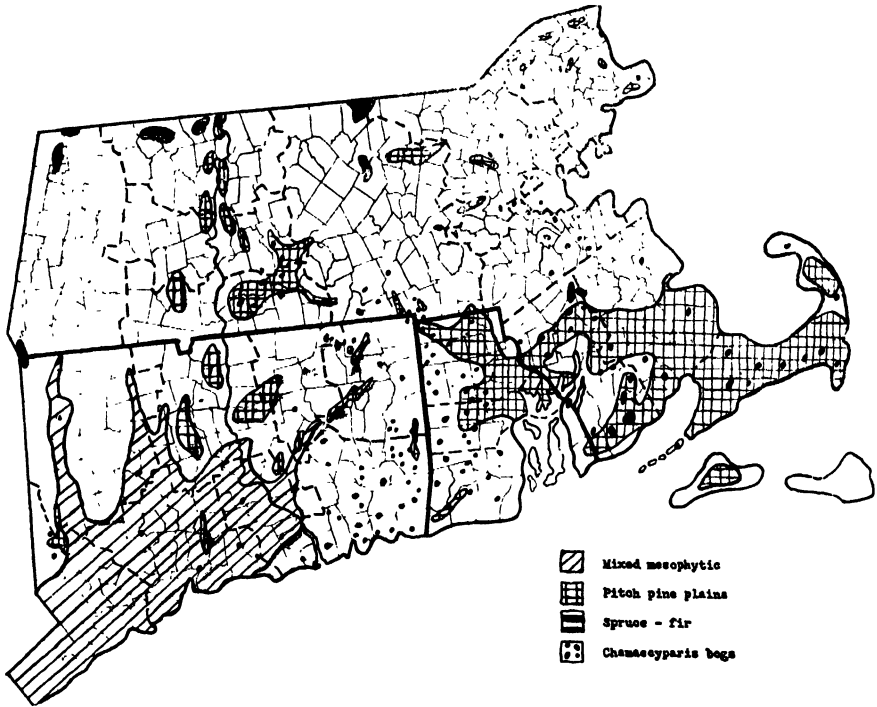 Mixed mesophytic
Pitch pine plains
Spruce - fir
Chamaecyparis bogs